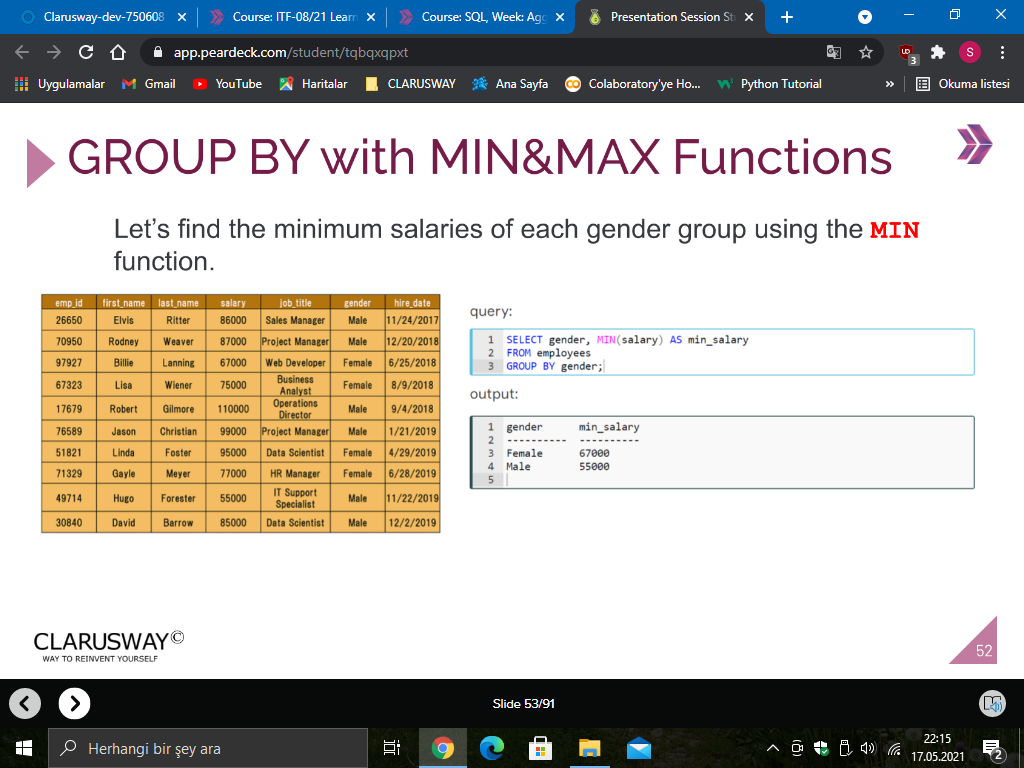 Clarusway-dev-750608
Course: ITF-08/21 Learn
Course: SQL, Week: Agg
Presentation Session St
app.peardeck.com/student/tqbqxqpxt
UD
3
S
Uygulamalar
Gmail
YouTube
Haritalar
CLARUSWAY
Ana Sayfa
Colaboratory'ye Ho...
Python Tutorial
»
Okuma listesi
GROUP BY with MIN&MAX Functions
Let's find the minimum salaries of each gender group using the MIN
function.
emp_id first_name last_name salary job_title gender hire_date
26650 Elvis Ritter 86000 Sales Manager Male 11/24/2017
70950 Rodney Weaver 87000 Project Manager Male 12/20/2018
97927 Billie Lanning 67000 Web Developer Female 6/25/2018
67323 Lisa Wiener 75000 Business Analyst Female 8/9/2018
17679 Robert Gilmore 110000 Operations Director Male 9/4/2018
76589 Jason Christian 99000 Project Manager Male 1/21/2019
51821 Linda Foster 95000 Data Scientist Female 4/29/2019
71329 Gayle Meyer 77000 HR Manager Female 6/28/2019
49714 Hugo Forester 55000 IT Support Specialist Male 11/22/2019
30840 David Barrow 85000 Data Scientist Male 12/2/2019
query:
1 SELECT gender, MIN(salary) AS min_salary
2 FROM employees
3 GROUP BY gender;
output:
1 gender min_salary
2 ---------- ----------
3 Female 67000
4 Male 55000
5
CLARUSWAY©
WAY TO REINVENT YOURSELF
52
Slide 53/91
Herhangi bir şey ara
22:15
17.05.2021
2